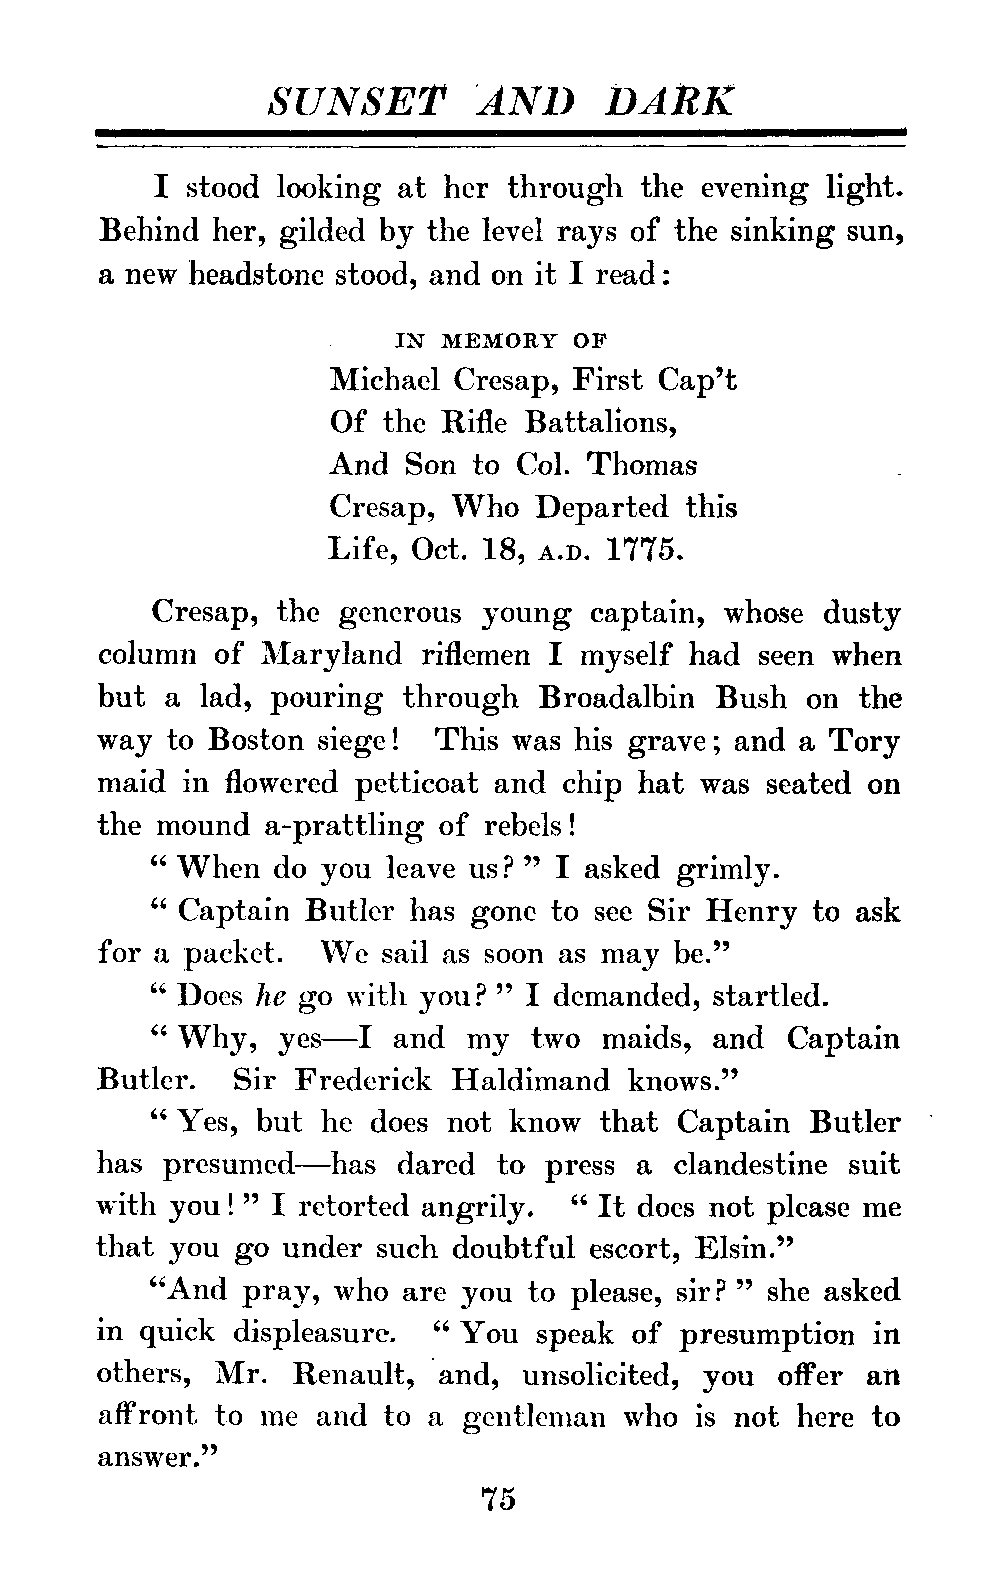 SUNSET AND DARK
I stood looking at her through the evening light.
Behind her, gilded by the level rays of the sinking sun,
a new headstone stood, and on it I read:
IN MEMORY OF
Michael Cresap, First Cap't
Of the Rifle Battalions,
And Son to Col. Thomas
Cresap, Who Departed this
Life, Oct. 18, A.D. 1775.
Cresap, the generous young captain, whose dusty
column of Maryland riflemen I myself had seen when
but a lad, pouring through Broadalbin Bush on the
way to Boston siege! This was his grave; and a Tory
maid in flowered petticoat and chip hat was seated on
the mound a-prattling of rebels!
"When do you leave us?" I asked grimly.
"Captain Butler has gone to see Sir Henry to ask
for a packet. We sail as soon as may be."
"Does he go with you?" I demanded, startled.
"Why, yes—I and my two maids, and Captain
Butler. Sir Frederick Haldimand knows."
"Yes, but he does not know that Captain Butler
has presumed—has dared to press a clandestine suit
with you!" I retorted angrily. "It does not please me
that you go under such doubtful escort, Elsin."
"And pray, who are you to please, sir?" she asked
in quick displeasure. "You speak of presumption in
others, Mr. Renault, and, unsolicited, you offer an
affront to me and to a gentleman who is not here to
answer."
75